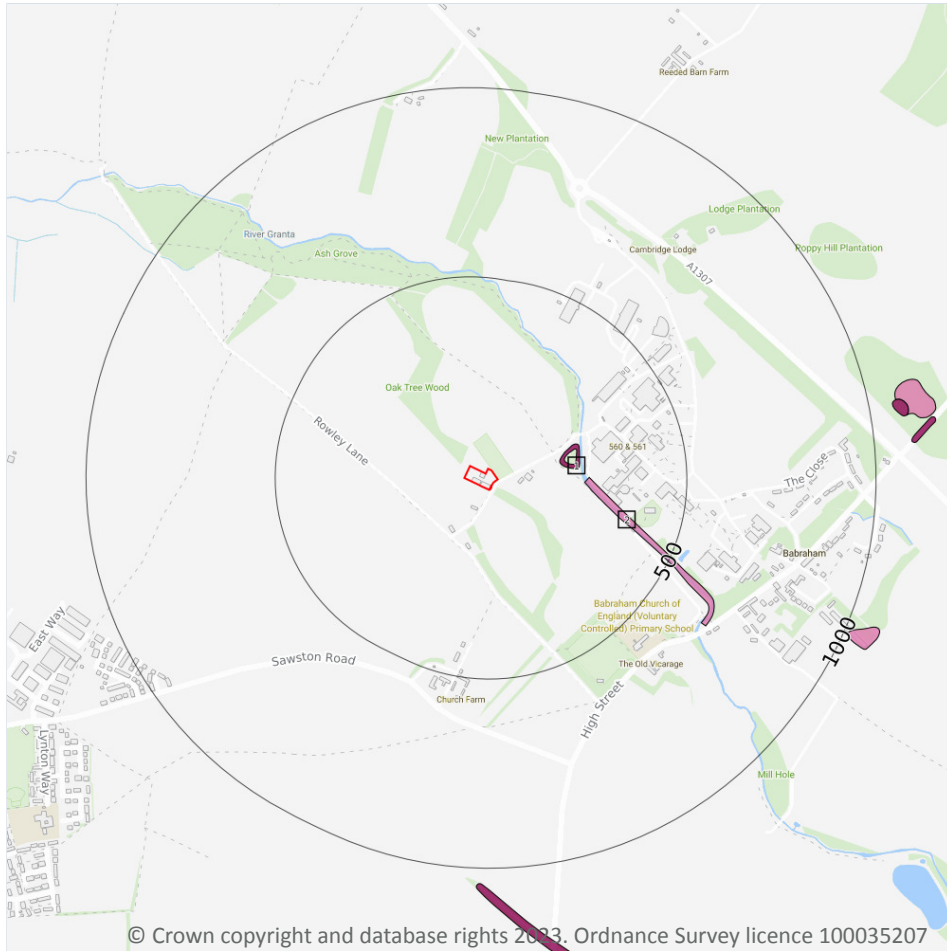 Reeded Barn Farm
New Plantation
Lodge Plantation
River Granta
Ash Grove
Cambridge Lodge
Poppy Hill Plantation
A1307
Oak Tree Wood
Rowley Lane
560 & 561
1
The Close
2
Babraham
500
East Way
Babraham Church of
England (Voluntary
Controlled) Primary School
1000
Sawston Road
The Old Vicarage
Church Farm
High Street
Lynton Way
Mill Hole
© Crown copyright and database rights 2023. Ordnance Survey licence 100035207